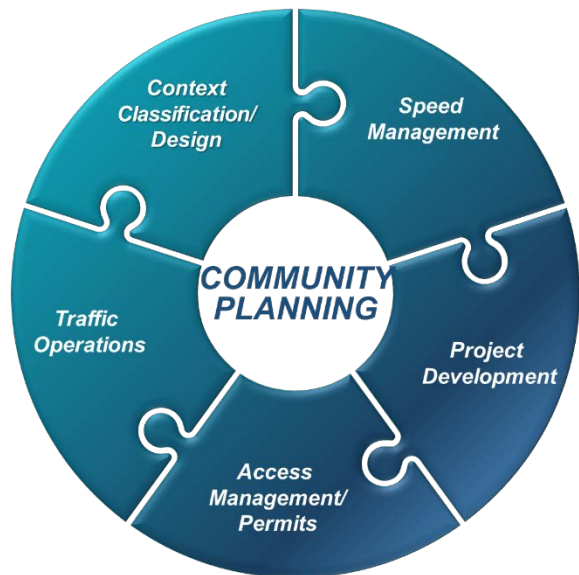 Context
Classification/
Design
Speed
Management
COMMUNITY
PLANNING
Traffic
Operations
Project
Development
Access
Management/
Permits